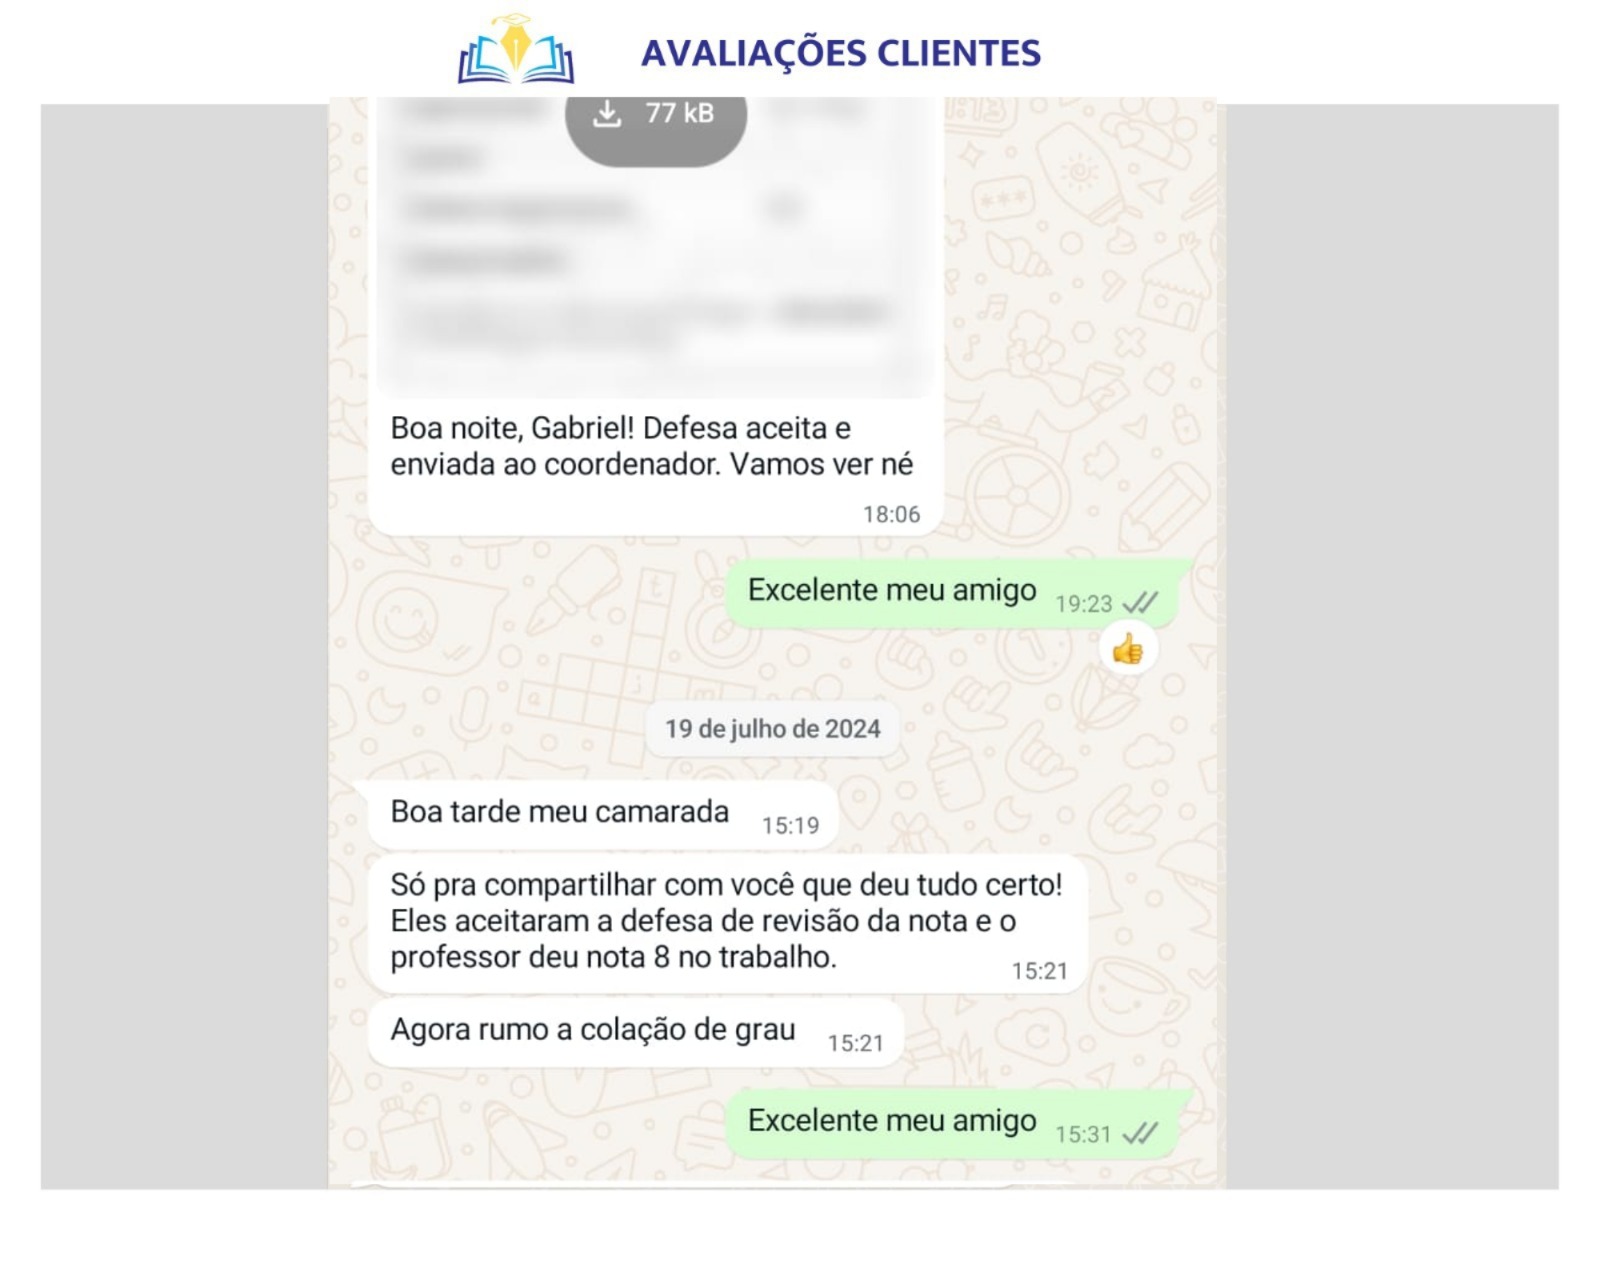 AVALIAÇÕES CLIENTES
77 kB
Boa noite, Gabriel! Defesa aceita e
enviada ao coordenador. Vamos ver né
18:06
Excelente meu amigo 19:23
19 de julho de 2024
Boa tarde meu camarada 15:19
Só pra compartilhar com você que deu tudo certo!
Eles aceitaram a defesa de revisão da nota e o
professor deu nota 8 no trabalho.
15:21
Agora rumo a colação de grau 15:21
Excelente meu amigo 15:31